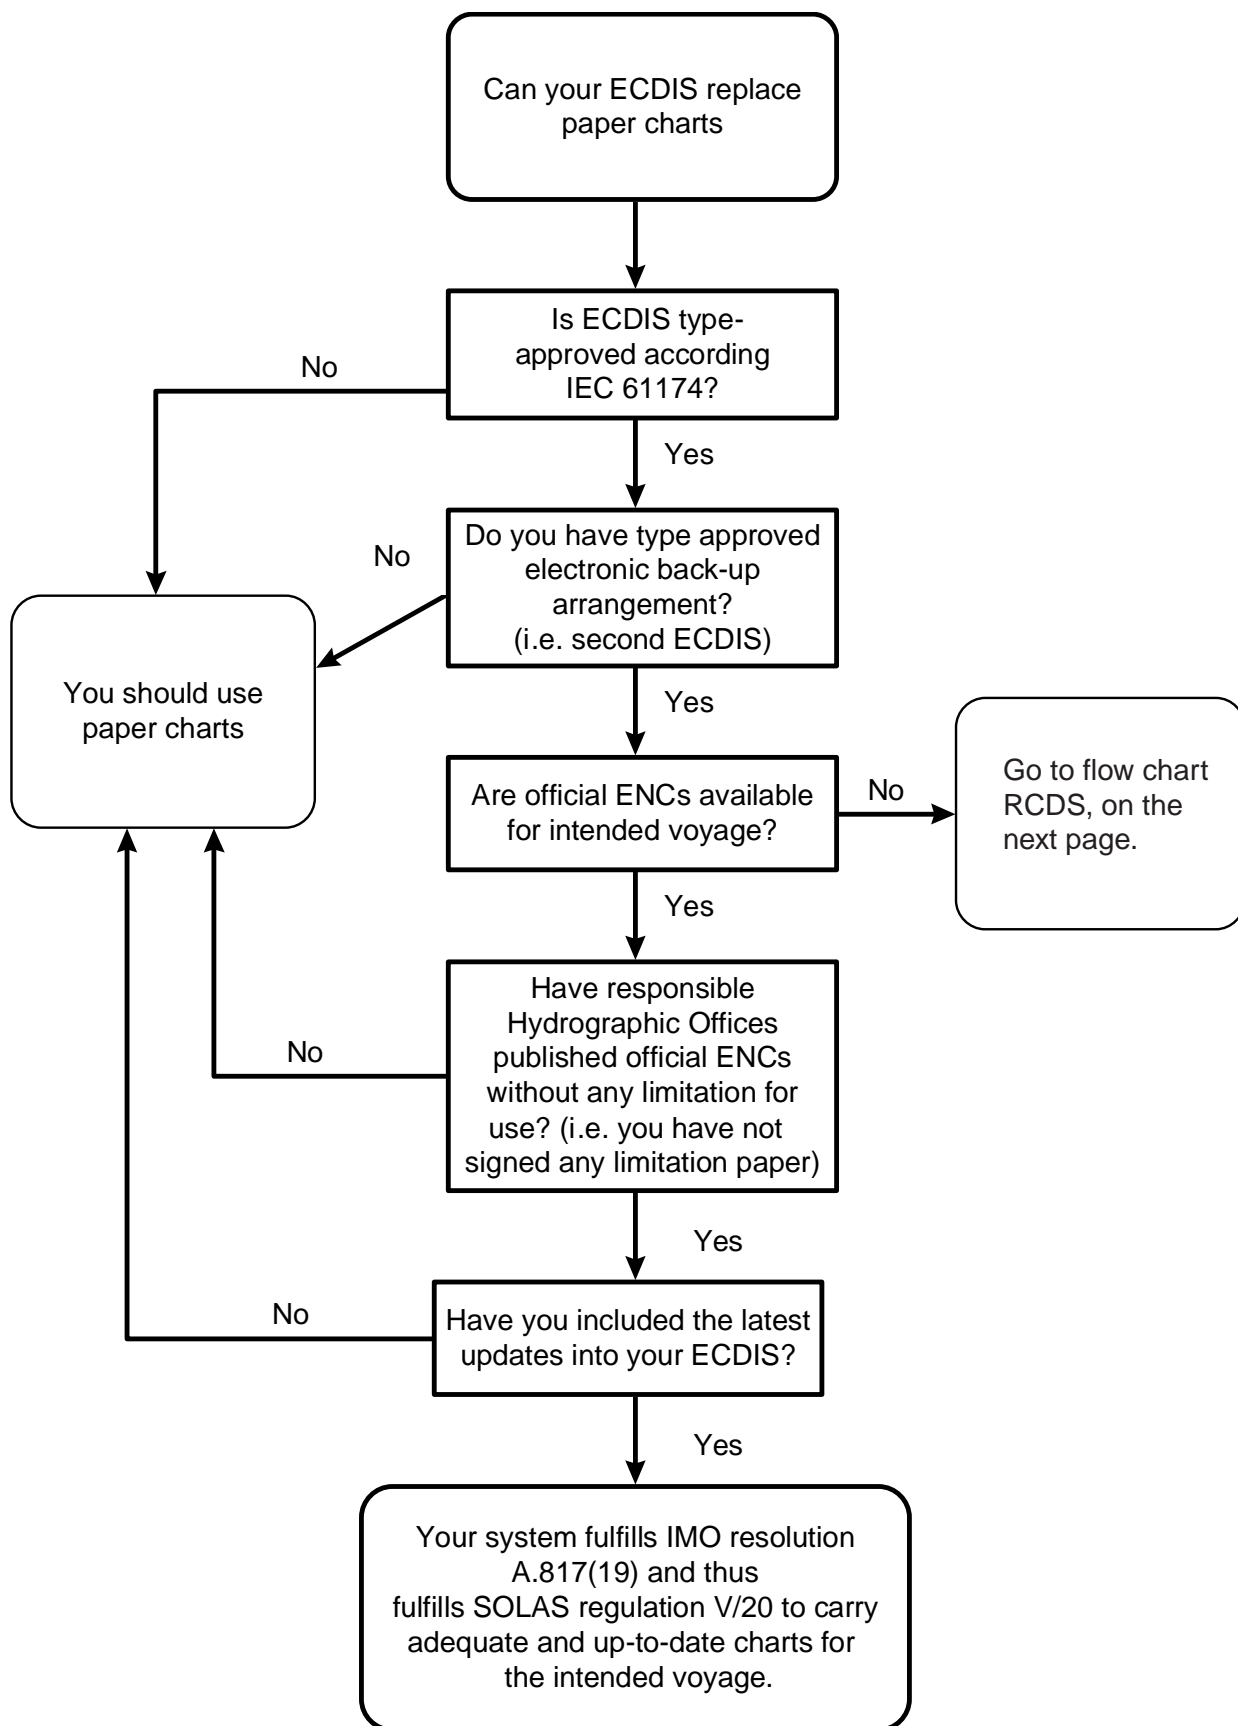 Can your ECDIS replace
paper charts
Is ECDIS type-
approved according
IEC 61174?
No
Yes
Do you have type approved
electronic back-up
arrangement?
(i.e. second ECDIS)
No
You should use
paper charts
Yes
Are official ENCs available
for intended voyage?
No
Go to flow chart
RCDS, on the
next page.
Yes
Have responsible
Hydrographic Offices
published official ENCs
without any limitation for
use? (i.e. you have not
signed any limitation paper)
No
Yes
Have you included the latest
updates into your ECDIS?
No
Yes
Your system fulfills IMO resolution
A.817(19) and thus
fulfills SOLAS regulation V/20 to carry
adequate and up-to-date charts for
the intended voyage.